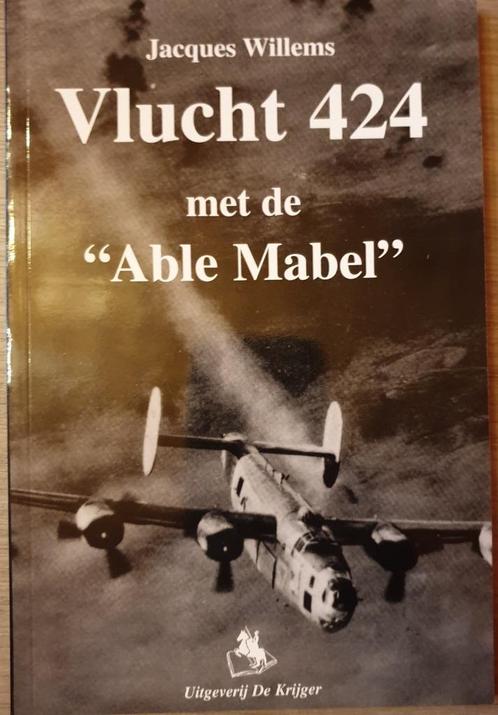 Jacques Willems
Vlucht 424
met de
“Able Mabel”
Uitgeverij De Krijger